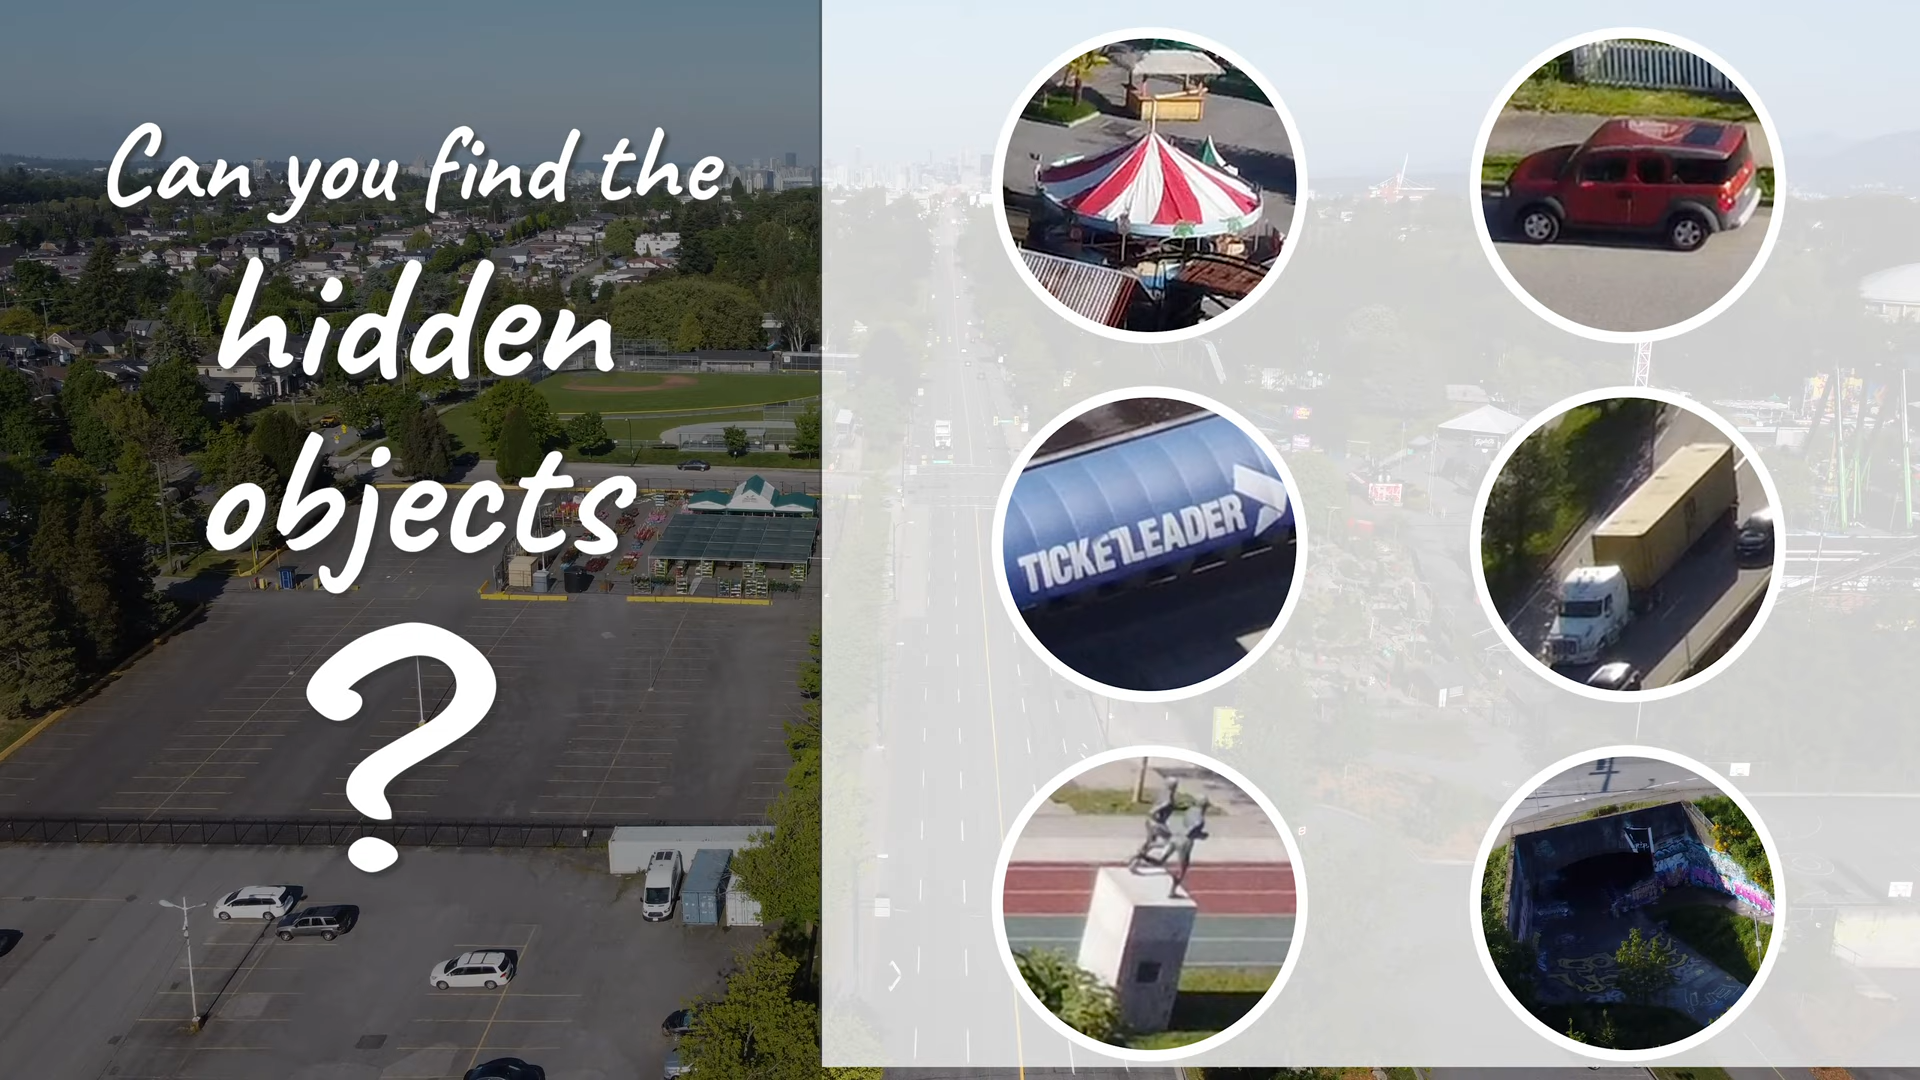 Can you find the
hidden
objects
?
TICKETLEADER